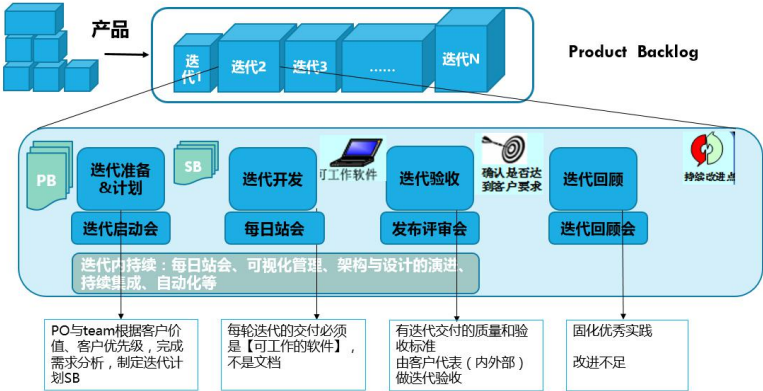 产品
迭
代1
迭代2
迭代3
......
迭代N
Product Backlog
PB
迭代准备
&计划
SB
迭代开发
可工作软件
迭代验收
确认是否达
到客户要求
迭代回顾
持续改进点
迭代启动会
每日站会
发布评审会
迭代回顾会
迭代内持续：每日站会、可视化管理、架构与设计的演进、
持续集成、自动化等
PO与team根据客户价
值、客户优先级，完成
需求分析，制定迭代计
划SB
每轮迭代的交付必须
是【可工作的软件】，
不是文档
有迭代交付的质量和验
收标准
由客户代表（内外部）
做迭代验收
固化优秀实践
改进不足